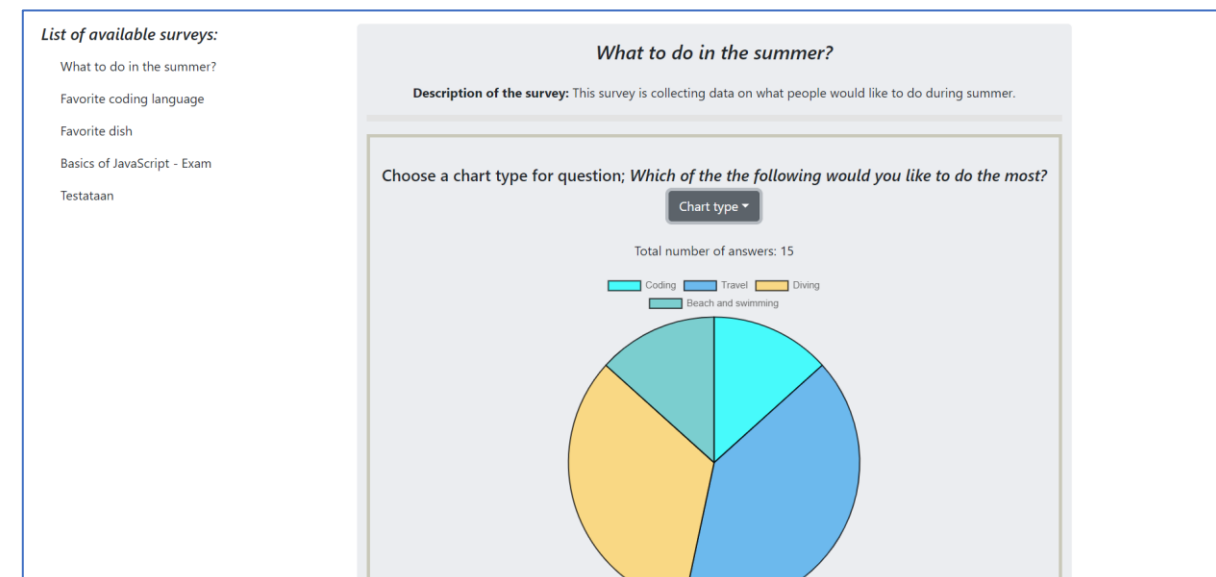 List of available surveys:
What to do in the summer?
Favorite coding language
Favorite dish
Basics of JavaScript - Exam
Testataan
What to do in the summer?
Description of the survey: This survey is collecting data on what people would like to do during summer.
Choose a chart type for question; Which of the the following would you like to do the most?
Chart type
Total number of answers: 15
Coding Travel Diving
Beach and swimming